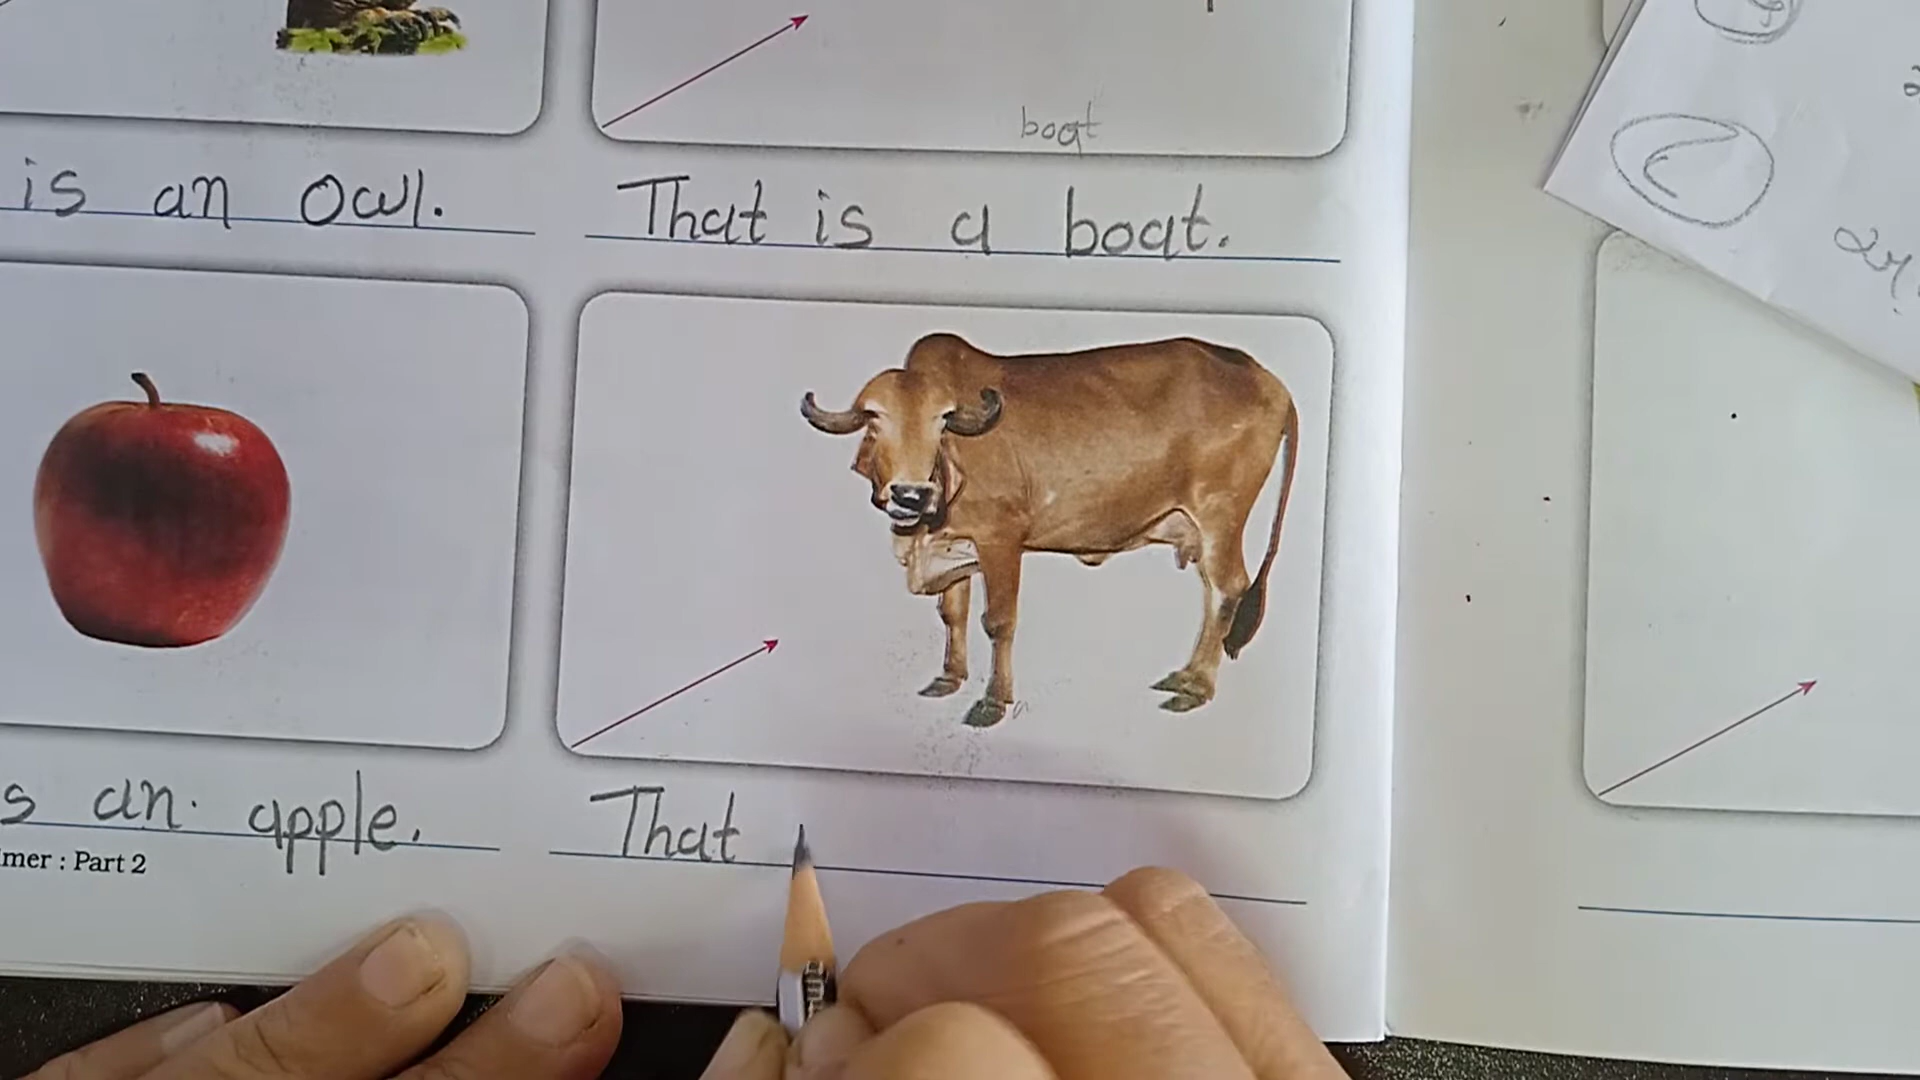 boat
is an owl.
That is a boat.
s an. apple.
That
mer : Part 2